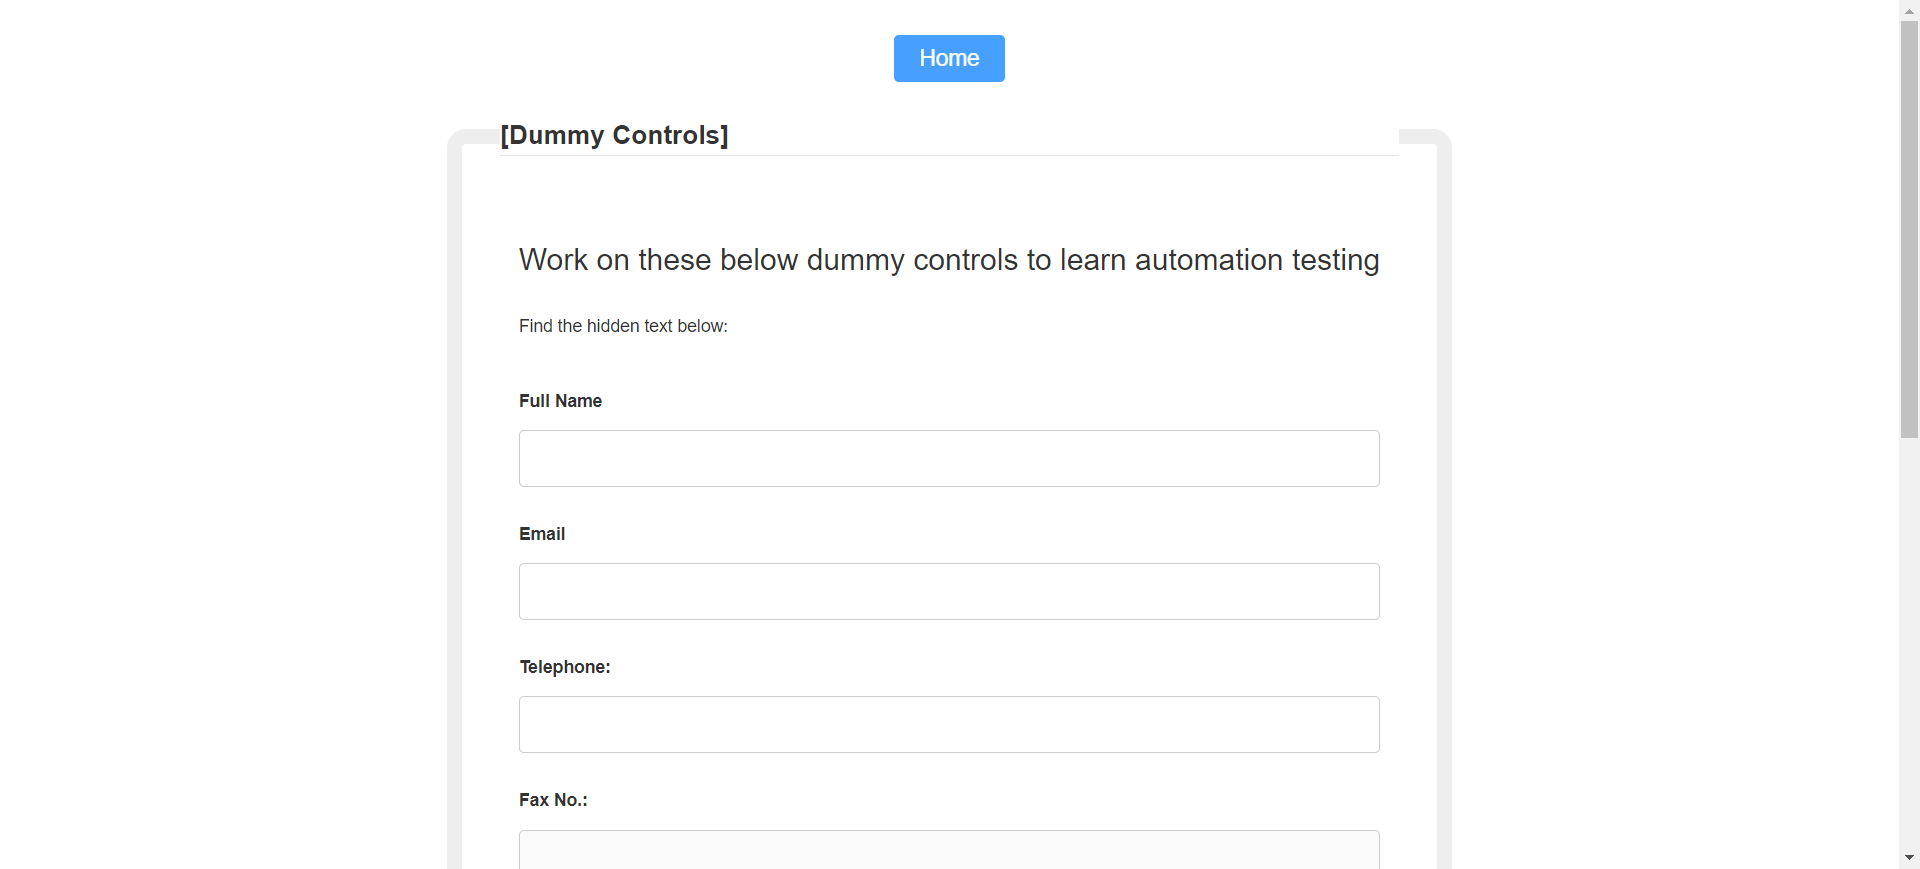 Home
[Dummy Controls]
Work on these below dummy controls to learn automation testing
Find the hidden text below:
Full Name
Email
Telephone:
Fax No.: